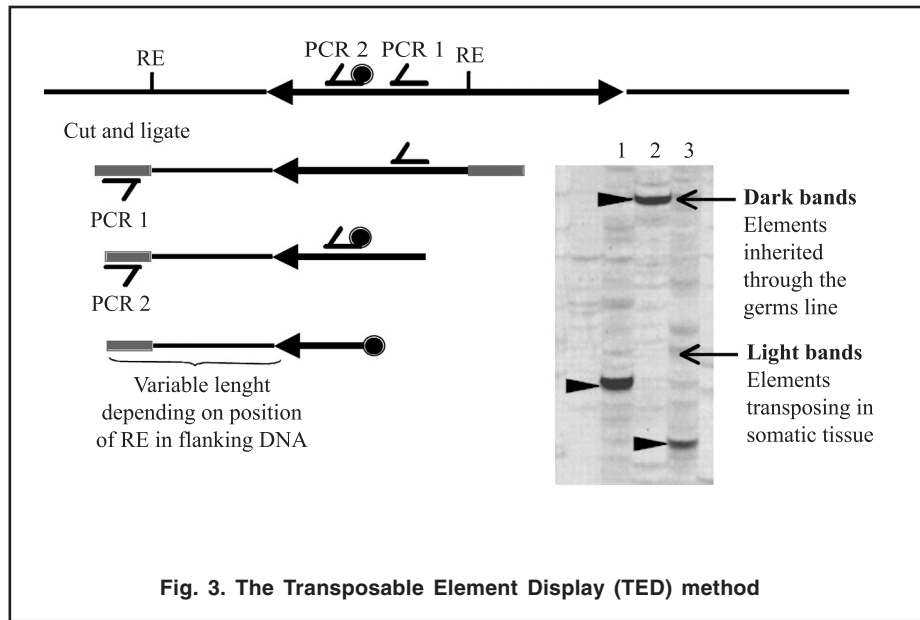 RE
PCR 2
PCR 1
RE
Cut and ligate
PCR 1
PCR 2
Variable lenght
depending on position
of RE in flanking DNA
1 2 3
Dark bands
Elements
inherited
through the
germs line
Light bands
Elements
transposing in
somatic tissue
Fig. 3. The Transposable Element Display (TED) method